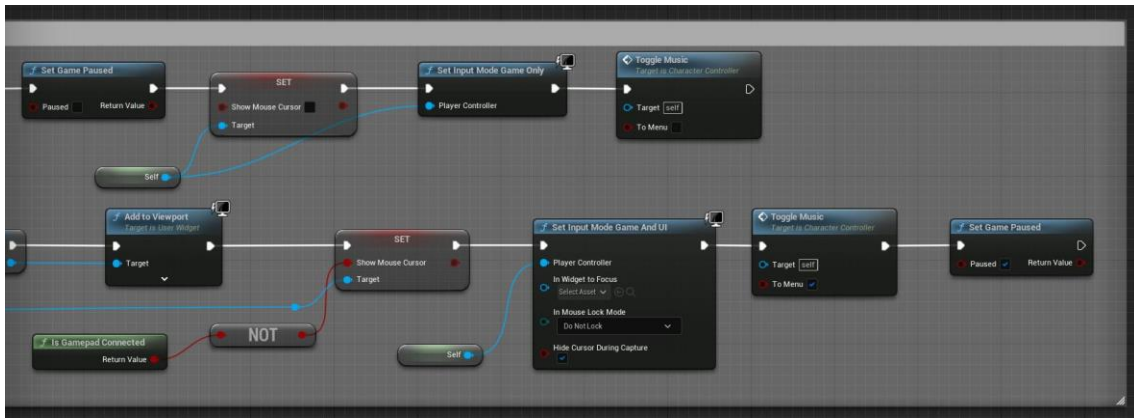 Set Game Paused
Paused
Return Value
SET
Show Mouse Cursor
Target
Set Input Mode Game Only
Player Controller
Toggle Music
Target is Character Controller
Target self
To Menu
Self
Add to Viewport
Target is User Widget
Target
SET
Show Mouse Cursor
Target
Set Input Mode Game And UI
Player Controller
In Widget to Focus
Select Asset
In Mouse Lock Mode
Do Not Lock
Hide Cursor During Capture
Toggle Music
Target is Character Controller
Target self
To Menu
Set Game Paused
Paused
Return Value
Is Gamepad Connected
Return Value
NOT
Self